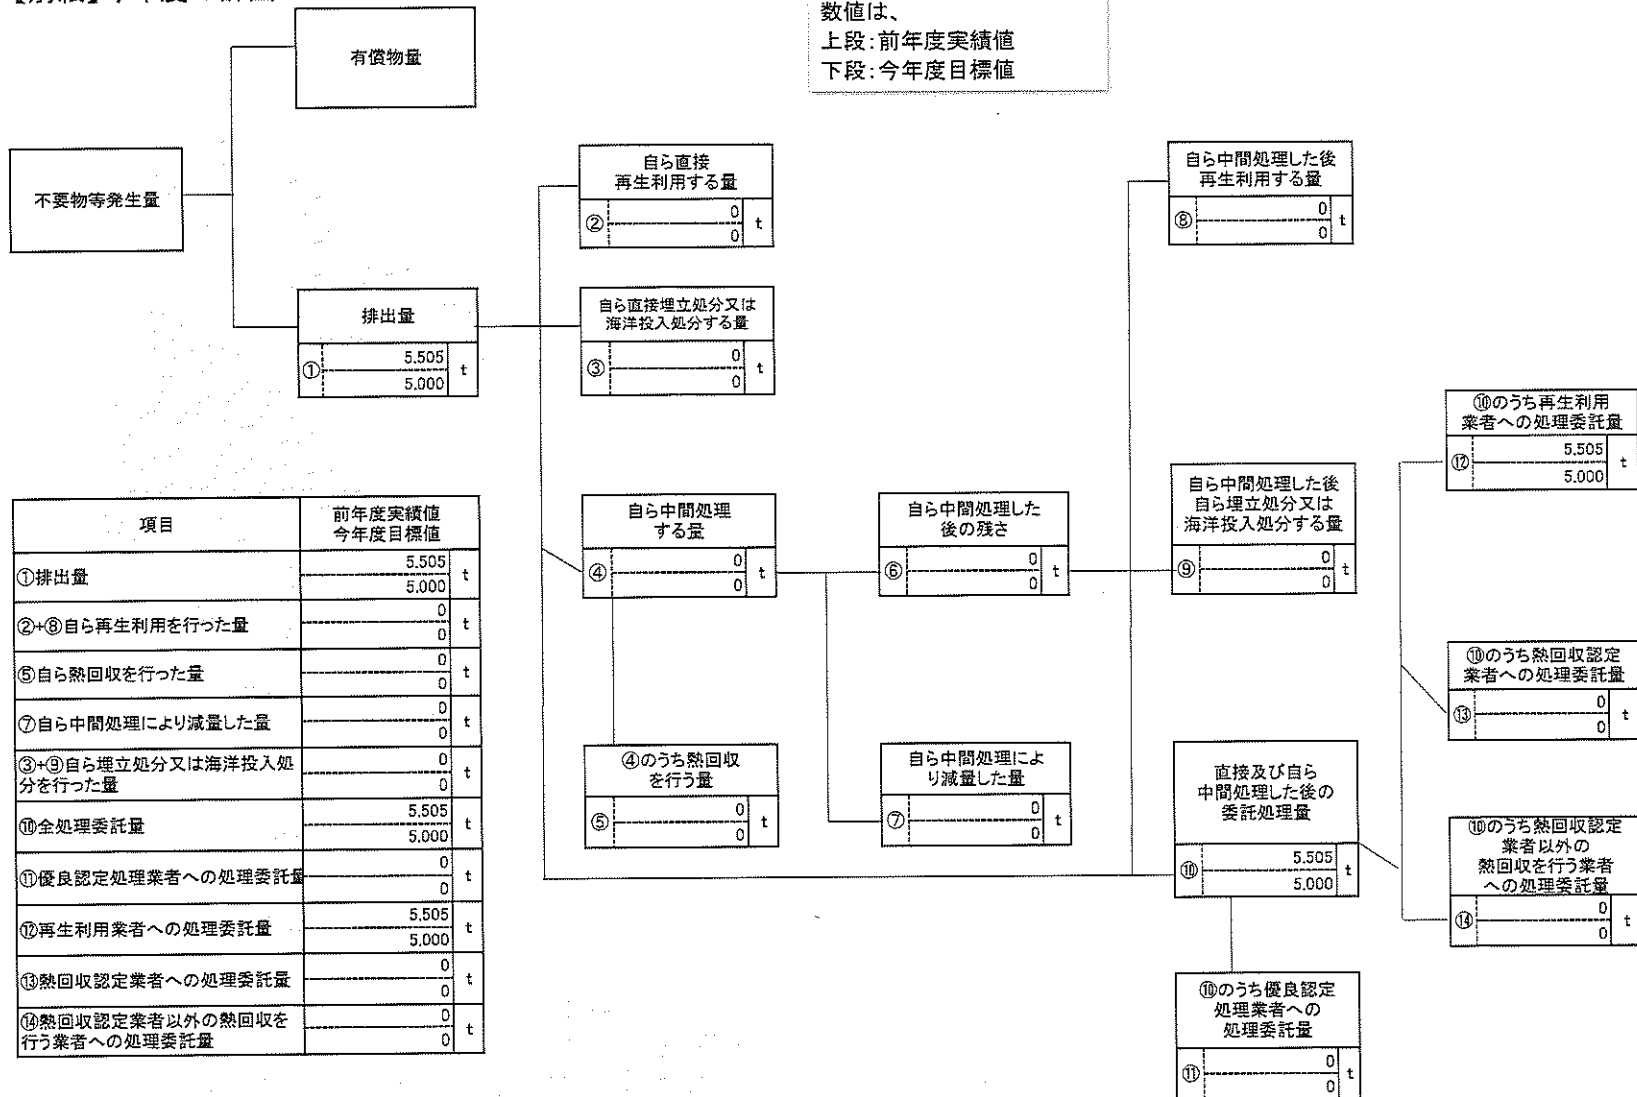 数値は、
上段:前年度実績値
下段:今年度目標値
有償物量
不要物等発生量
排出量
① 5.505 t
5.000
自ら直接
再生利用する量
② 0 t
0
自ら直接埋立処分又は
海洋投入処分する量
③ 0 t
0
自ら中間処理
する量
④ 0 t
0
④のうち熱回収
を行う量
⑤ 0 t
0
自ら中間処理した
後の残さ
⑥ 0 t
0
自ら中間処理によ
り減量した量
⑦ 0 t
0
自ら中間処理した後
再生利用する量
⑧ 0 t
0
自ら中間処理した後
自ら埋立処分又は
海洋投入処分する量
⑨ 0 t
0
直接及び自ら
中間処理した後の
委託処理量
⑩ 5.505 t
5.000
⑩のうち優良認定
処理業者への
処理委託量
⑪ 0 t
0
⑩のうち再生利用
業者への処理委託量
⑫ 5.505 t
5.000
⑩のうち熱回収認定
業者への処理委託量
⑬ 0 t
0
⑩のうち熱回収認定
業者以外の
熱回収を行う業者
への処理委託量
⑭ 0 t
0
項目 前年度実績値
今年度目標値
①排出量 5.505 t
5.000
②+⑧自ら再生利用を行った量 0 t
0
⑤自ら熱回収を行った量 0 t
0
⑦自ら中間処理により減量した量 0 t
0
③+⑨自ら埋立処分又は海洋投入処 0 t
分を行った量 0
⑩全処理委託量 5.505 t
5.000
⑪優良認定処理業者への処理委託量 0 t
0
⑫再生利用業者への処理委託量 5.505 t
5.000
⑬熱回収認定業者への処理委託量 0 t
0
⑭熱回収認定業者以外の熱回収を 0 t
行う業者への処理委託量 0